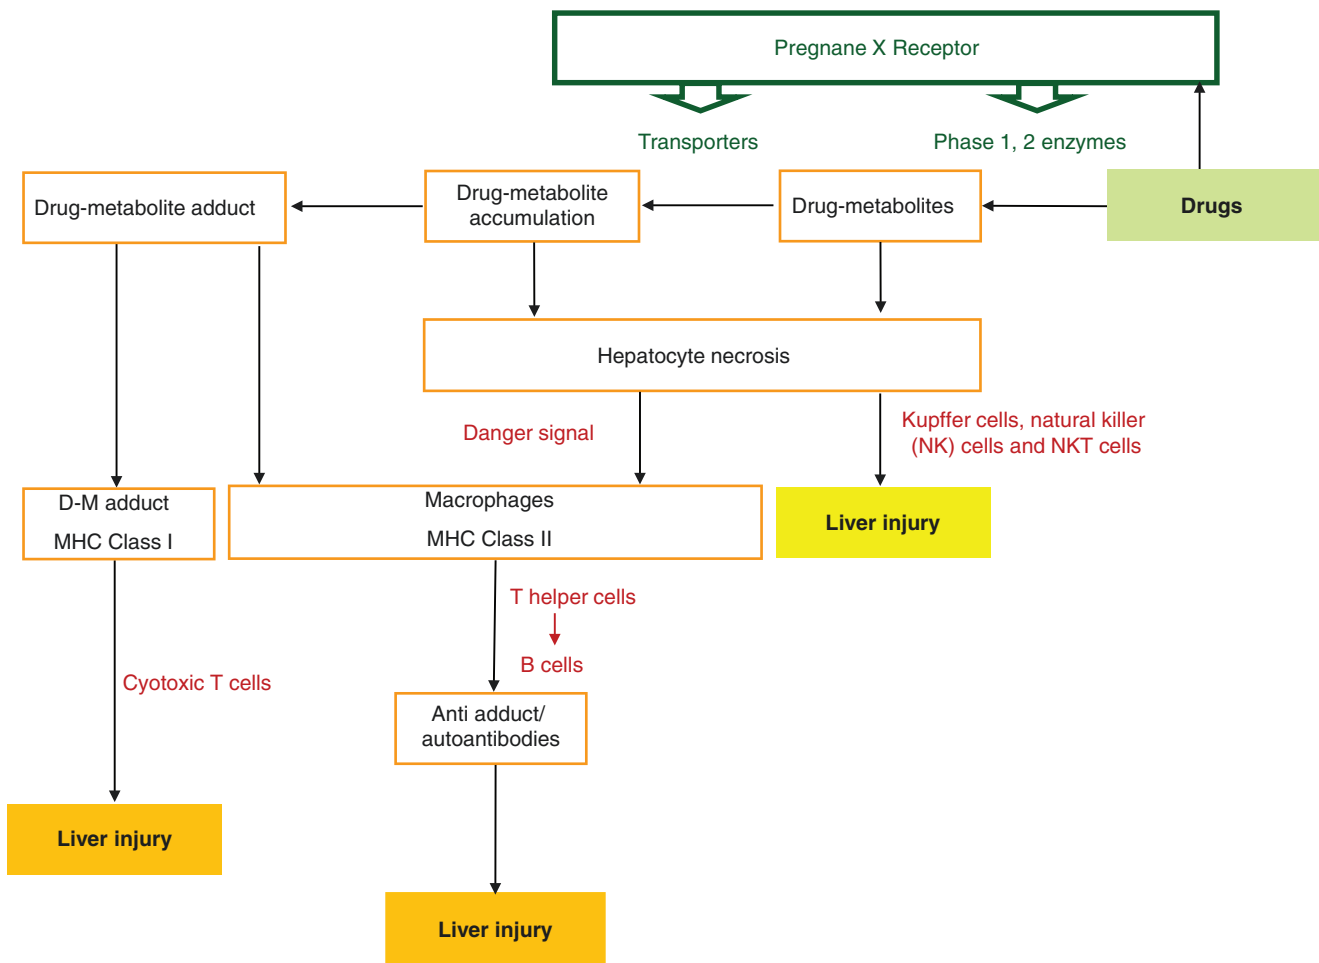 Pregnane X Receptor
Transporters
Phase 1, 2 enzymes
Drug-metabolite adduct
Drug-metabolite
accumulation
Drug-metabolites
Drugs
Hepatocyte necrosis
Danger signal
Kupffer cells, natural killer
(NK) cells and NKT cells
D-M adduct
MHC Class I
Macrophages
MHC Class II
Liver injury
T helper cells
B cells
Cyotoxic T cells
Anti adduct/
autoantibodies
Liver injury
Liver injury